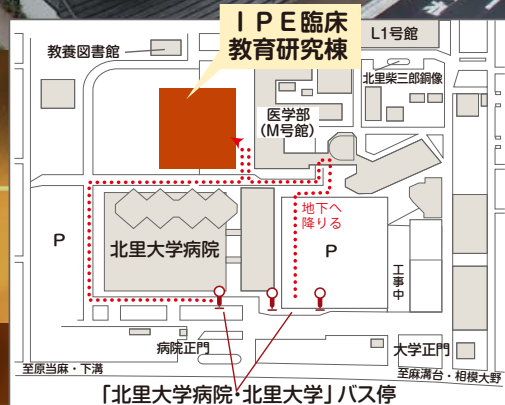 IPE臨床
教育研究棟
L1号館
教養図書館
北里柴三郎銅像
医学部
(M号館)
地下へ
降りる
P
北里大学病院
P
工事中
病院正門
大学正門
至原当麻・下溝
至麻溝台・相模大野
「北里大学病院・北里大学」バス停